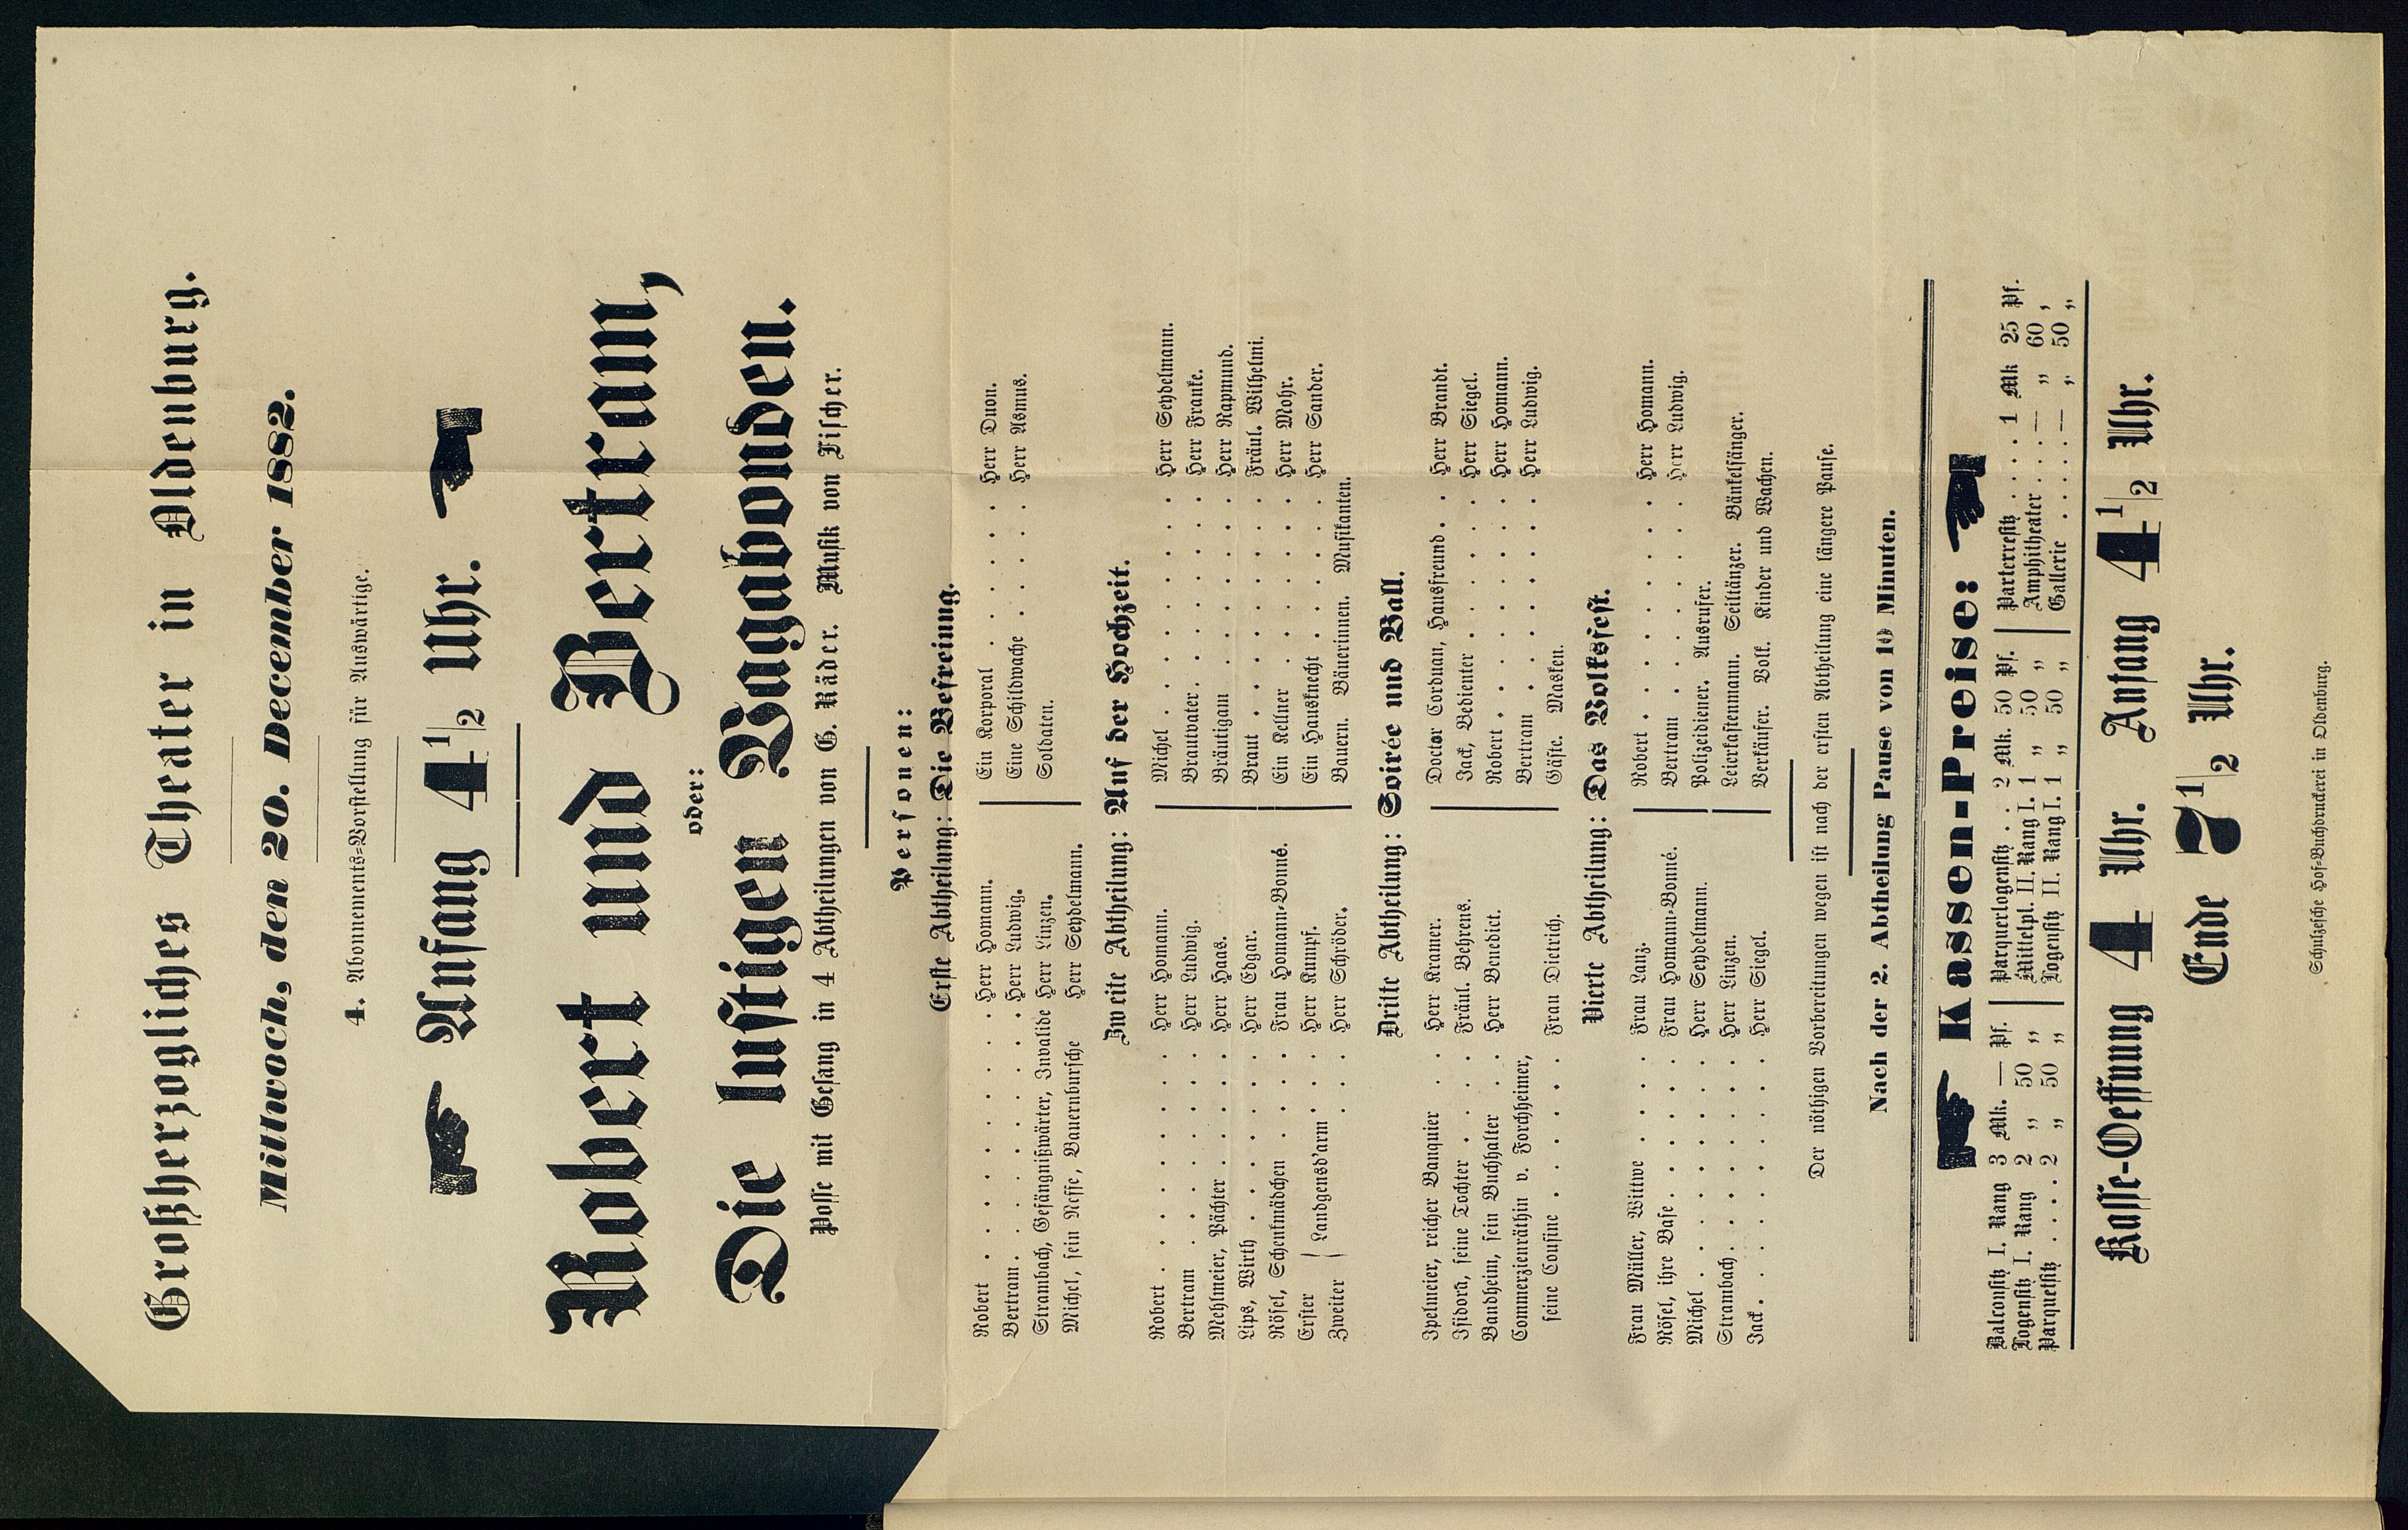 Großherzogliches Theater in Oldenburg.
Mittwoch, den 20. December 1882.
4. Abonnements-Vorstellung für Auswärtige.
Anfang 4½ Uhr.
Robert und Bertram,
oder:
Die lustigen Vagabonden.
Posse mit Gesang in 4 Abtheilungen von G. Räder. Musik von Fischer.
Personen:
Erste Abtheilung: Die Befreiung.
Robert . . . . . . . . . Herr Homann.
Bertram . . . . . . . . Herr Ludwig.
Strambach, Gefängnißwärter, Invalide Herr Linzen.
Michel, sein Neffe, Bauernbursche Herr Seydelmann.
Ein Korporal . . . . . . Herr Duon.
Eine Schildwache . . . . . Herr Asmus.
Soldaten.
Zweite Abtheilung: Auf der Hochzeit.
Robert . . . . . . . . . Herr Homann.
Bertram . . . . . . . . Herr Ludwig.
Mehlmeier, Pächter . . . . . Herr Haas.
Lips, Wirth . . . . . . . Herr Edgar.
Rösel, Schenkmädchen . . . . Frau Homann-Bonné.
Erster } Landgensd'arm . . . Herr Kumpf.
Zweiter } . . . Herr Schröder.
Michel . . . . . . . . . Herr Seydelmann.
Brautvater . . . . . . . . Herr Franke.
Bräutigam . . . . . . . Herr Rapmund.
Braut . . . . . . . . . Fräul. Wilhelmi.
Ein Kellner . . . . . . . Herr Mohr.
Ein Hausknecht . . . . . . Herr Sander.
Bauern. Bäuerinnen. Musikanten.
Dritte Abtheilung: Soirée und Ball.
Ipelmeier, reicher Banquier . . . Herr Kramer.
Isidora, seine Tochter . . . . Fräul. Behrens.
Bandheim, sein Buchhalter . . Herr Benedict.
Commerzienräthin v. Forchheimer,
seine Cousine . . . . . . Frau Dietrich.
Doctor Corduan, Hausfreund . . Herr Brandt.
Jack, Bedienter . . . . . . Herr Siegel.
Robert . . . . . . . . . Herr Homann.
Bertram . . . . . . . . Herr Ludwig.
Gäste. Masken.
Vierte Abtheilung: Das Volksfest.
Frau Müller, Wittwe . . . . Frau Lanz.
Rösel, ihre Base . . . . . . Frau Homann-Bonné.
Michel . . . . . . . . . Herr Seydelmann.
Strambach . . . . . . . . Herr Linzen.
Jack . . . . . . . . . . Herr Siegel.
Robert . . . . . . . . . Herr Homann.
Bertram . . . . . . . . Herr Ludwig.
Polizeidiener. Ausrufer.
Leierkastenmann. Seiltänzer. Bänkelsänger.
Verkäufer. Volk. Kinder und Wachen.
Der nöthigen Vorbereitungen wegen ist nach der ersten Abtheilung eine längere Pause.
Nach der 2. Abtheilung Pause von 10 Minuten.
Kassen-Preise:
Balconsitz I. Rang 3 Mk. — Pf.
Logensitz I. Rang 2 „ 50 „
Parquetsitz . . . . 2 „ 50 „
Parquerlogensitz . . 2 Mk. 50 Pf.
Mittelpl. II. Rang I. 1 „ 50 „
Logensitz II. Rang I. 1 „ 50 „
Parterresitz . . . . 1 Mk 25 Pf.
Amphitheater . . . — „ 60 „
Gallerie . . . . . — „ 50 „
Kasse-Oeffnung 4 Uhr. Anfang 4½ Uhr.
Ende 7½ Uhr.
Schulzesche Hof-Buchdruckerei in Oldenburg.